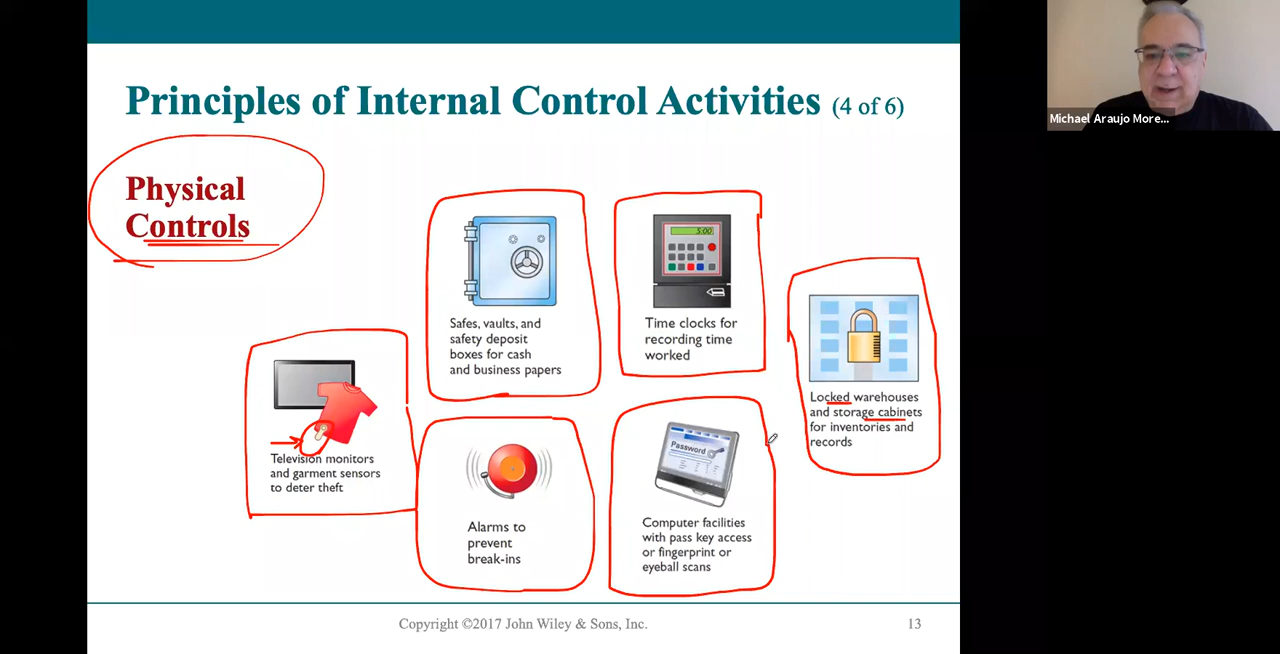 Principles of Internal Control Activities (4 of 6)
Michael Araujo More...
Physical
Controls
5:00
Safes, vaults, and
safety deposit
boxes for cash
and business papers
Time clocks for
recording time
worked
Locked warehouses
and storage cabinets
for inventories and
records
Television monitors
and garment sensors
to deter theft
Alarms to
prevent
break-ins
Password
Computer facilities
with pass key access
or fingerprint or
eyeball scans
Copyright ©2017 John Wiley & Sons, Inc.
13